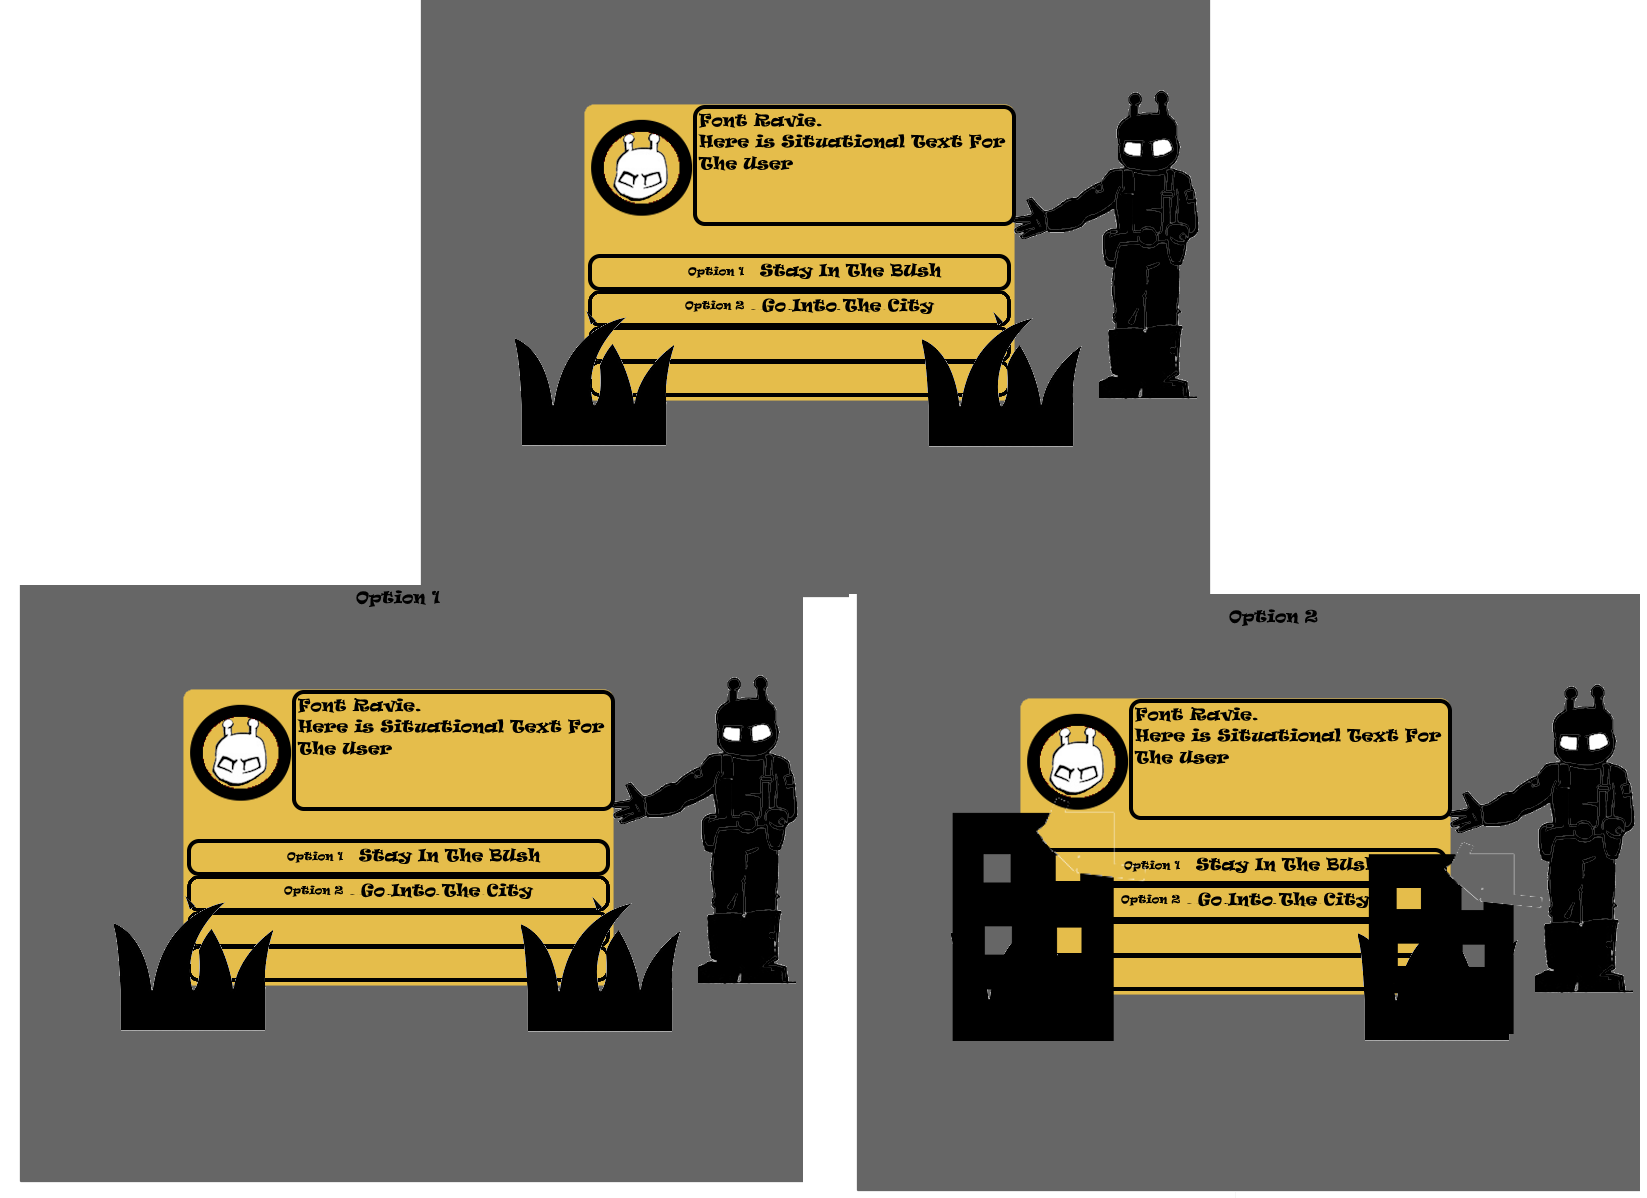 Font Ravie.
Here is Situational Text For
The User
Option 1 Stay In The BUsh
Option 2 - Go Into The City
Option 1
Font Ravie.
Here is Situational Text For
The User
Option 1 Stay In The BUsh
Option 2 - Go Into The City
Option 2
Font Ravie.
Here is Situational Text For
The User
Option 1 Stay In The BUsh
Option 2 - Go Into The City